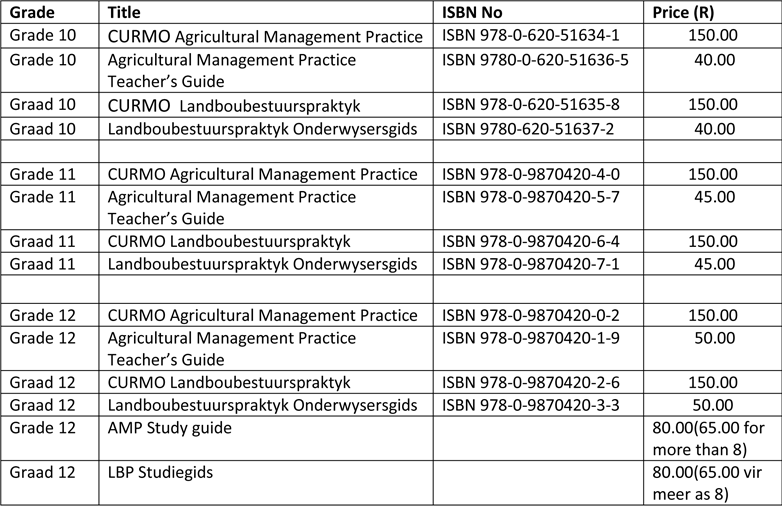 Grade Title ISBN No Price (R)
Grade 10 CURMO Agricultural Management Practice ISBN 978-0-620-51634-1 150.00
Grade 10 Agricultural Management Practice ISBN 9780-0-620-51636-5 40.00
Teacher’s Guide
Graad 10 CURMO Landboubestuurspraktyk ISBN 978-0-620-51635-8 150.00
Graad 10 Landboubestuurspraktyk Onderwysersgids ISBN 9780-620-51637-2 40.00
Grade 11 CURMO Agricultural Management Practice ISBN 978-0-9870420-4-0 150.00
Grade 11 Agricultural Management Practice ISBN 978-0-9870420-5-7 45.00
Teacher’s Guide
Graad 11 CURMO Landboubestuurspraktyk ISBN 978-0-9870420-6-4 150.00
Graad 11 Landboubestuurspraktyk Onderwysersgids ISBN 978-0-9870420-7-1 45.00
Grade 12 CURMO Agricultural Management Practice ISBN 978-0-9870420-0-2 150.00
Grade 12 Agricultural Management Practice ISBN 978-0-9870420-1-9 50.00
Teacher’s Guide
Graad 12 CURMO Landboubestuurspraktyk ISBN 978-0-9870420-2-6 150.00
Graad 12 Landboubestuurspraktyk Onderwysersgids ISBN 978-0-9870420-3-3 50.00
Grade 12 AMP Study guide 80.00(65.00 for
more than 8)
Graad 12 LBP Studiegids 80.00(65.00 vir
meer as 8)